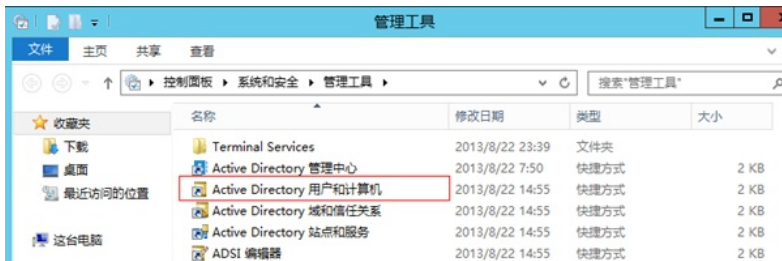 管理工具
文件 主页 共享 查看
控制面板 系统和安全 管理工具 搜索"管理工具"
收藏夹 名称 修改日期 类型 大小
下载 Terminal Services 2013/8/22 23:39 文件夹
桌面 Active Directory 管理中心 2013/8/22 7:50 快捷方式 2 KB
最近访问的位置 Active Directory 用户和计算机 2013/8/22 14:55 快捷方式 2 KB
Active Directory 域和信任关系 2013/8/22 14:55 快捷方式 2 KB
这台电脑 Active Directory 站点和服务 2013/8/22 14:55 快捷方式 2 KB
ADSI 编辑器 2013/8/22 14:55 快捷方式 2 KB